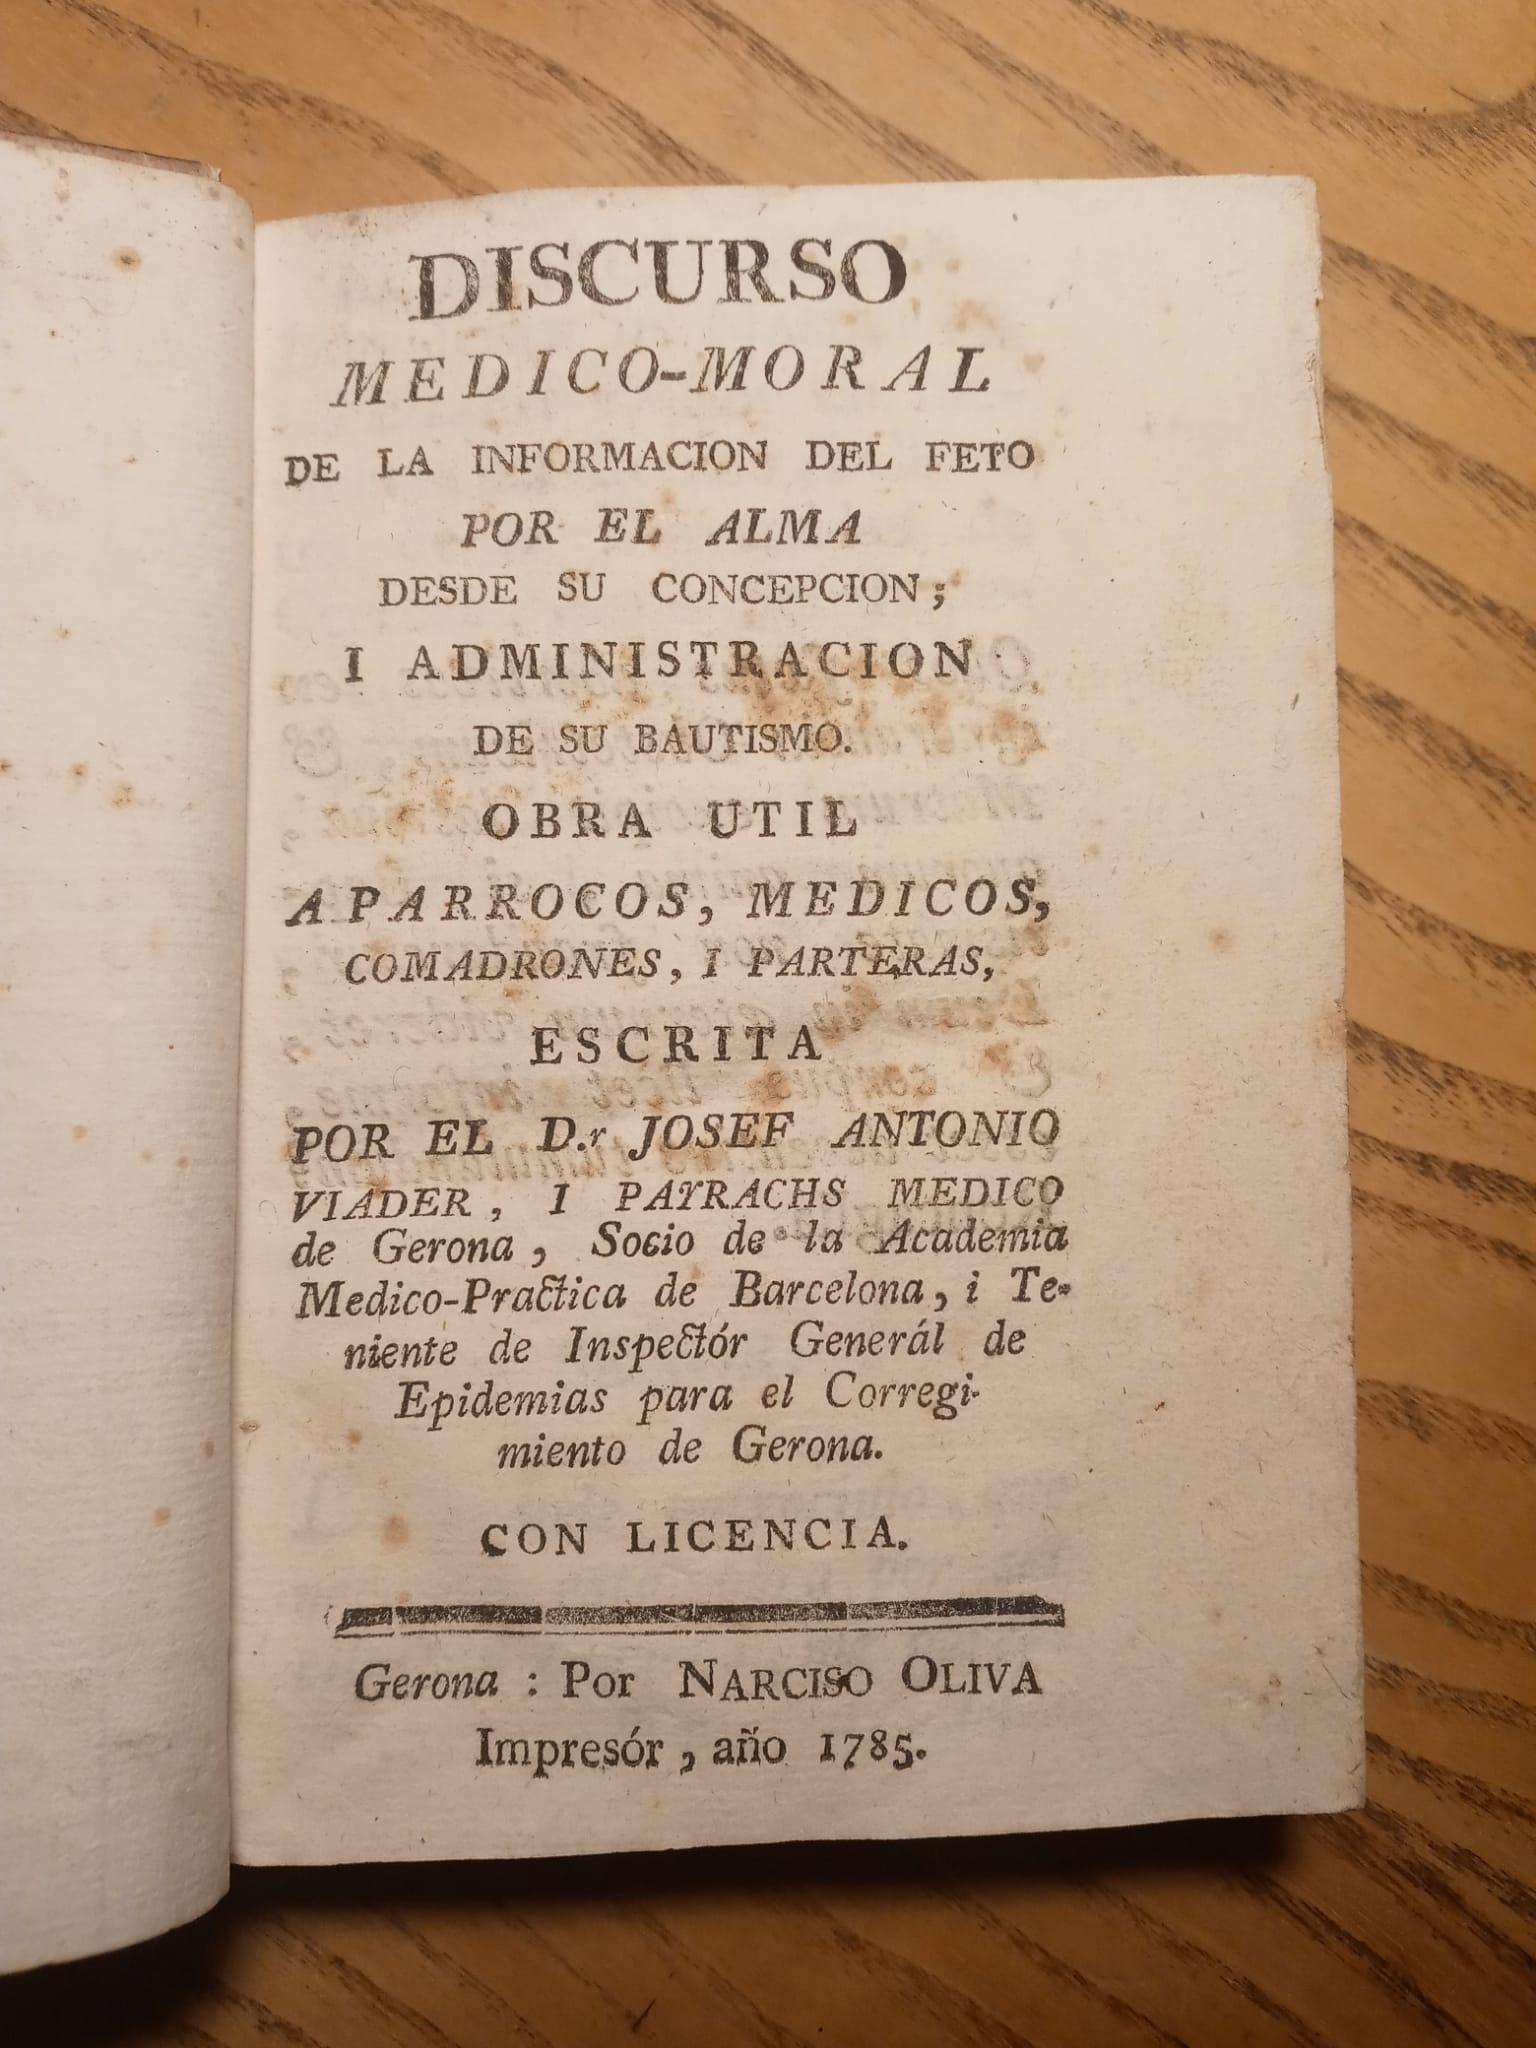 DISCURSO
MEDICO-MORAL
DE LA INFORMACION DEL FETO
POR EL ALMA
DESDE SU CONCEPCION;
I ADMINISTRACION
DE SU BAUTISMO.
OBRA UTIL
A PARROCOS, MEDICOS,
COMADRONES, I PARTERAS,
ESCRITA
POR EL D.r JOSEF ANTONIO
VIADER, I PAYRACHS MEDICO
de Gerona, Socio de la Academia
Medico-Practica de Barcelona, i Te-
niente de Inspectór Generál de
Epidemias para el Corregi-
miento de Gerona.
CON LICENCIA.
Gerona: Por NARCISO OLIVA
Impresór, año 1785.